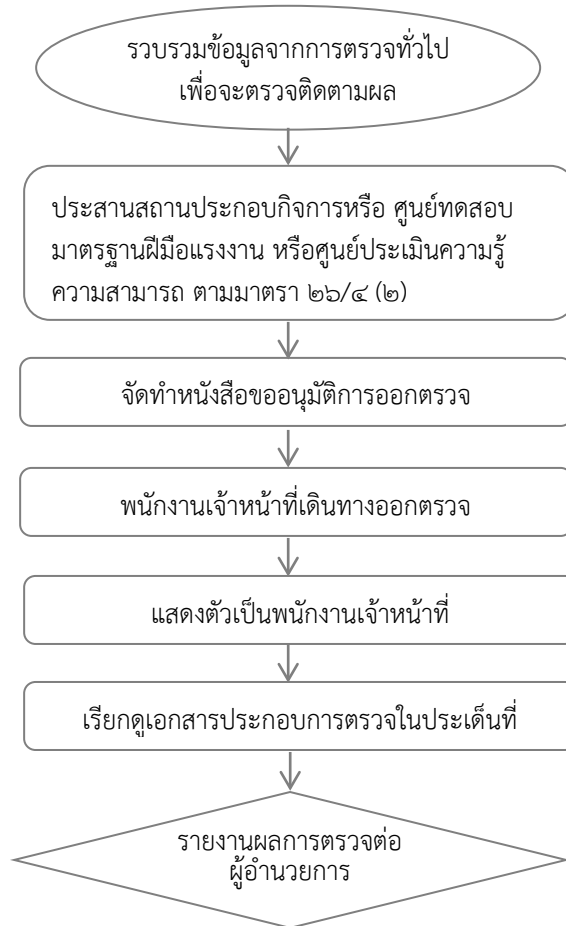 รวบรวมข้อมูลจากการตรวจทั่วไป
เพื่อจะตรวจติดตามผล
ประสานสถานประกอบกิจการหรือ ศูนย์ทดสอบ
มาตรฐานฝีมือแรงงาน หรือศูนย์ประเมินความรู้
ความสามารถ ตามมาตรา ๒๖/๔ (๒)
จัดทำหนังสือขออนุมัติการออกตรวจ
พนักงานเจ้าหน้าที่เดินทางออกตรวจ
แสดงตัวเป็นพนักงานเจ้าหน้าที่
เรียกดูเอกสารประกอบการตรวจในประเด็นที่
รายงานผลการตรวจต่อ
ผู้อำนวยการ